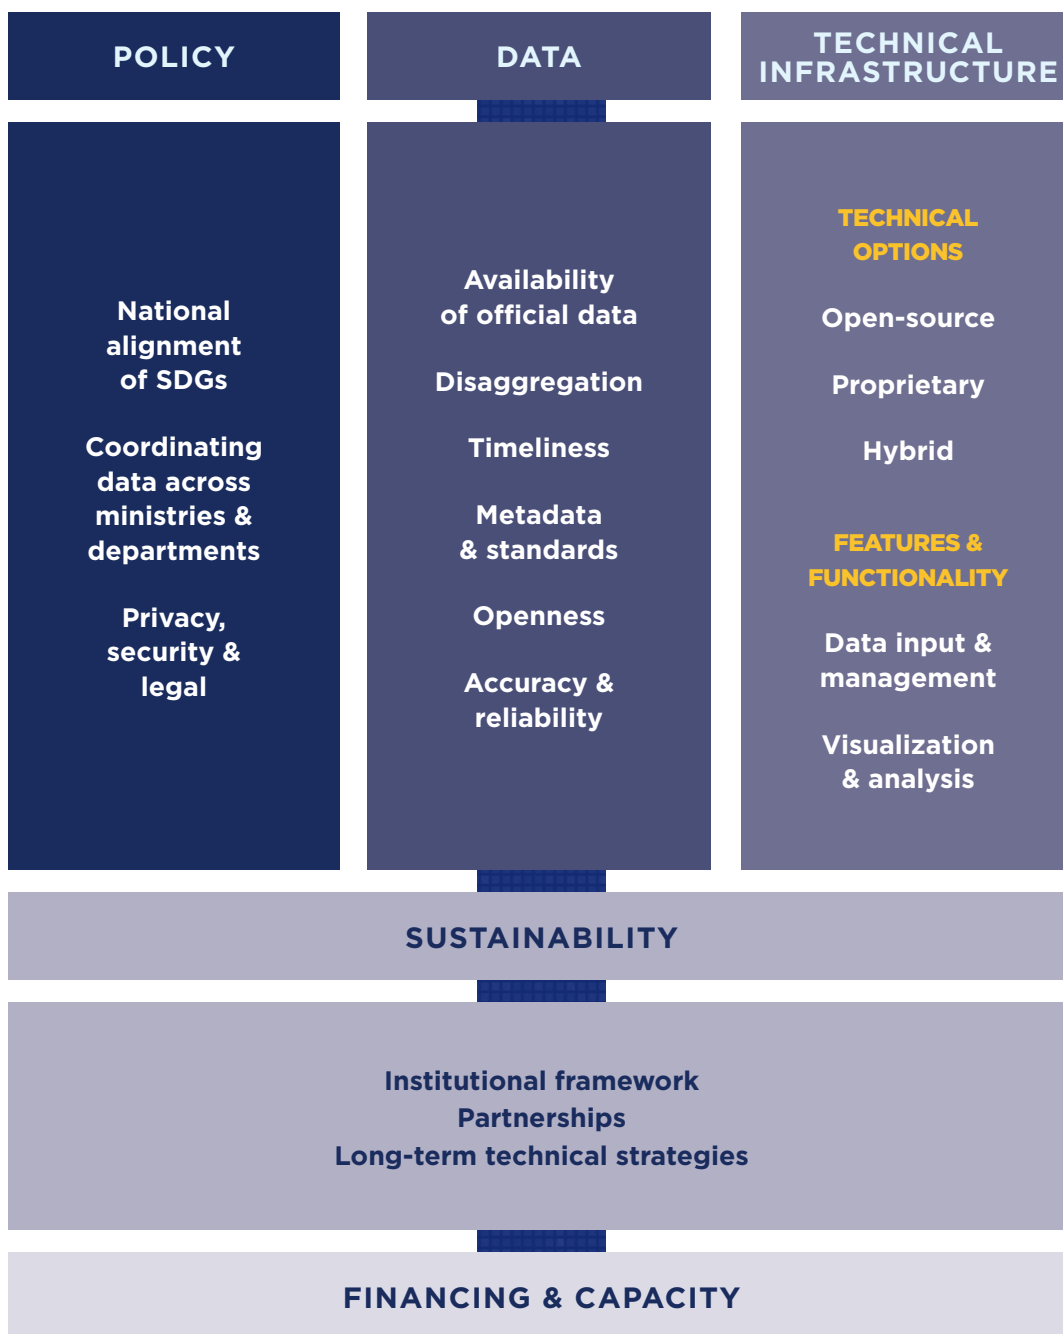 POLICY
DATA
TECHNICAL
INFRASTRUCTURE
National
alignment
of SDGs
Coordinating
data across
ministries &
departments
Privacy,
security &
legal
Availability
of official data
Disaggregation
Timeliness
Metadata
& standards
Openness
Accuracy &
reliability
TECHNICAL
OPTIONS
Open-source
Proprietary
Hybrid
FEATURES &
FUNCTIONALITY
Data input &
management
Visualization
& analysis
SUSTAINABILITY
Institutional framework
Partnerships
Long-term technical strategies
FINANCING & CAPACITY